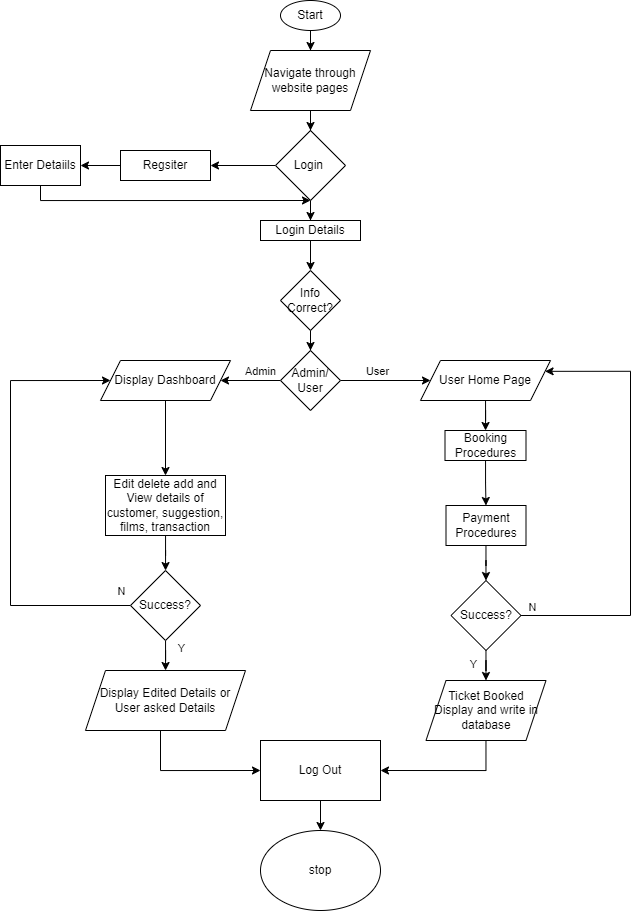 Start
Navigate through
website pages
Login
Regsiter
Enter Detaiils
Login Details
Info
Correct?
Admin/
User
Admin
User
Display Dashboard
User Home Page
Booking
Procedures
Edit delete add and
View details of
customer, suggestion,
films, transaction
Payment
Procedures
Success?
N
Y
Success?
N
Y
Display Edited Details or
User asked Details
Ticket Booked
Display and write in
database
Log Out
stop